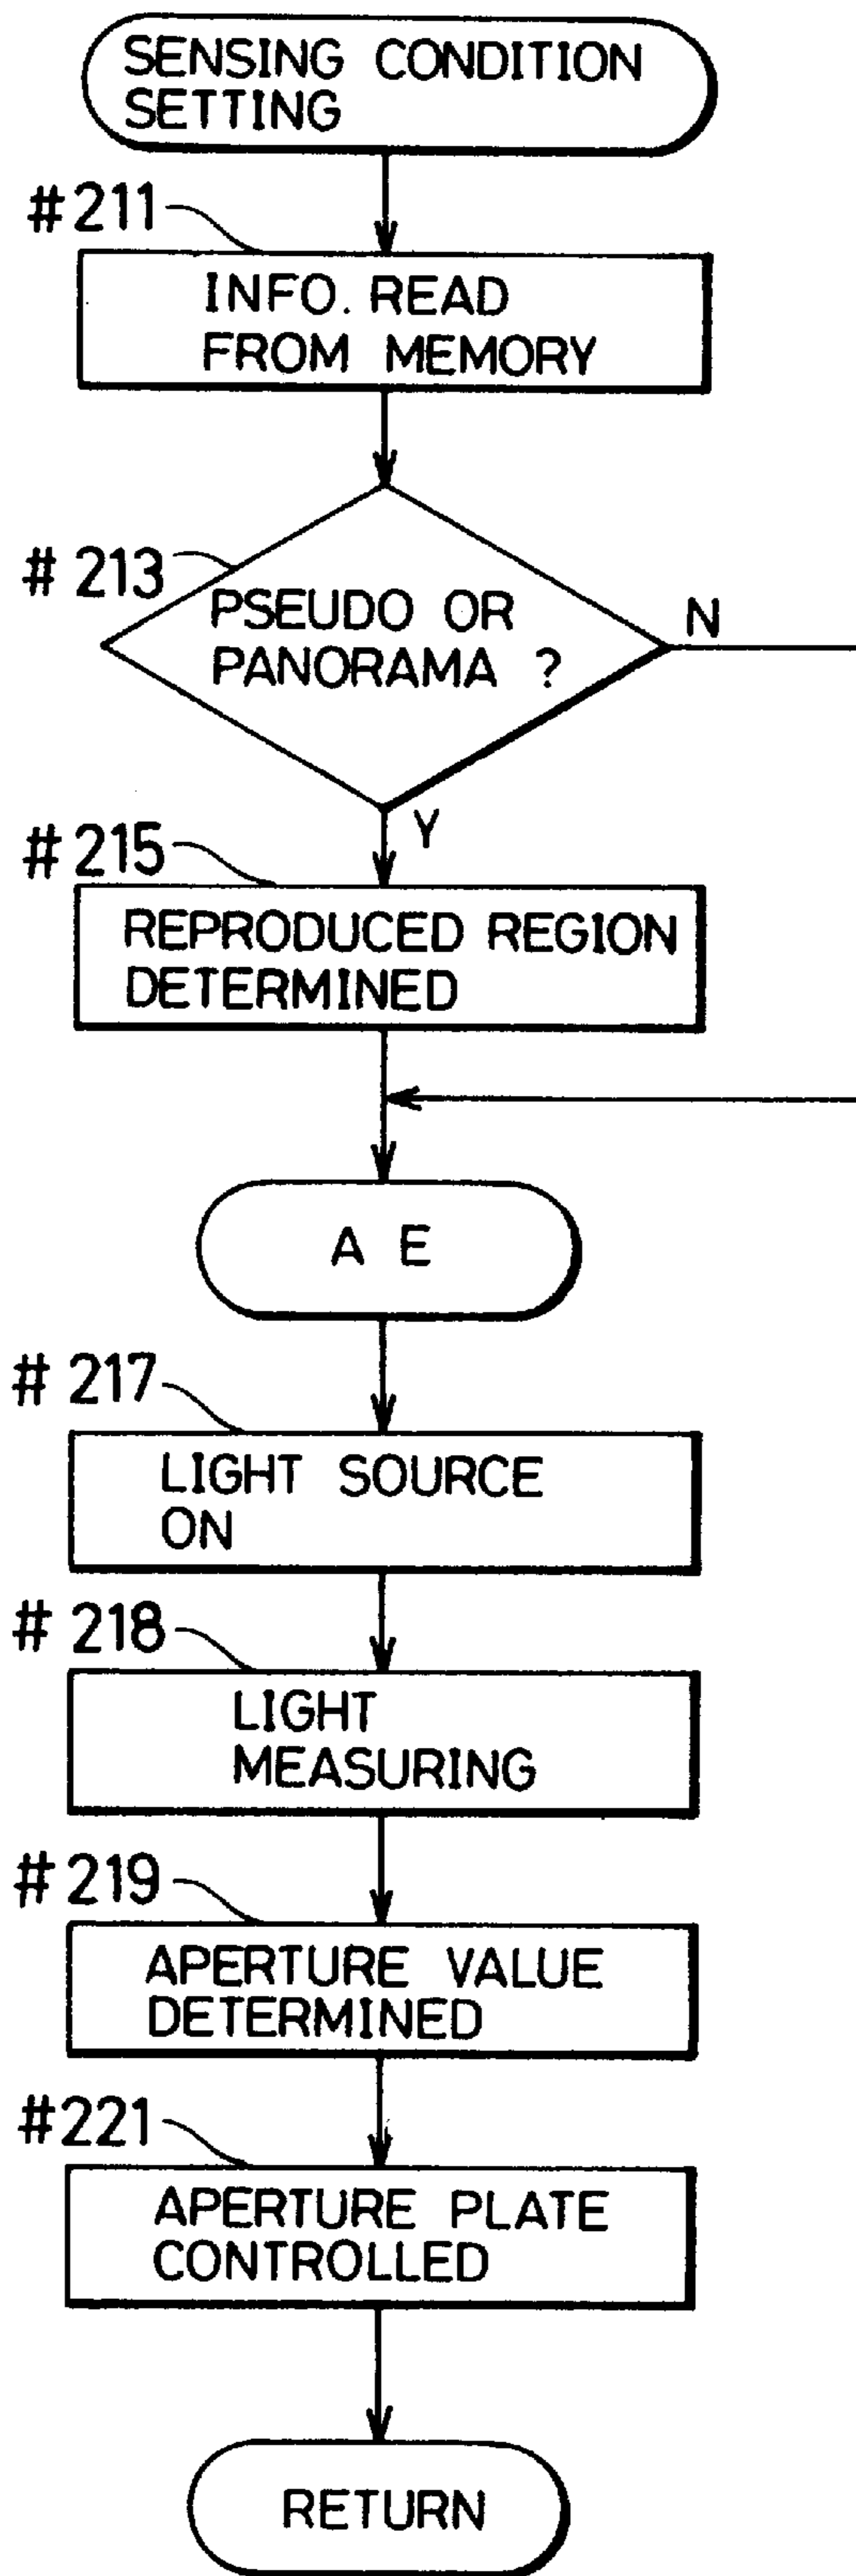 SENSING CONDITION
SETTING
#211
INFO. READ
FROM MEMORY
#213
PSEUDO OR
PANORAMA ?
N
Y
#215
REPRODUCED REGION
DETERMINED
A E
#217
LIGHT SOURCE
ON
#218
LIGHT
MEASURING
#219
APERTURE VALUE
DETERMINED
#221
APERTURE PLATE
CONTROLLED
RETURN